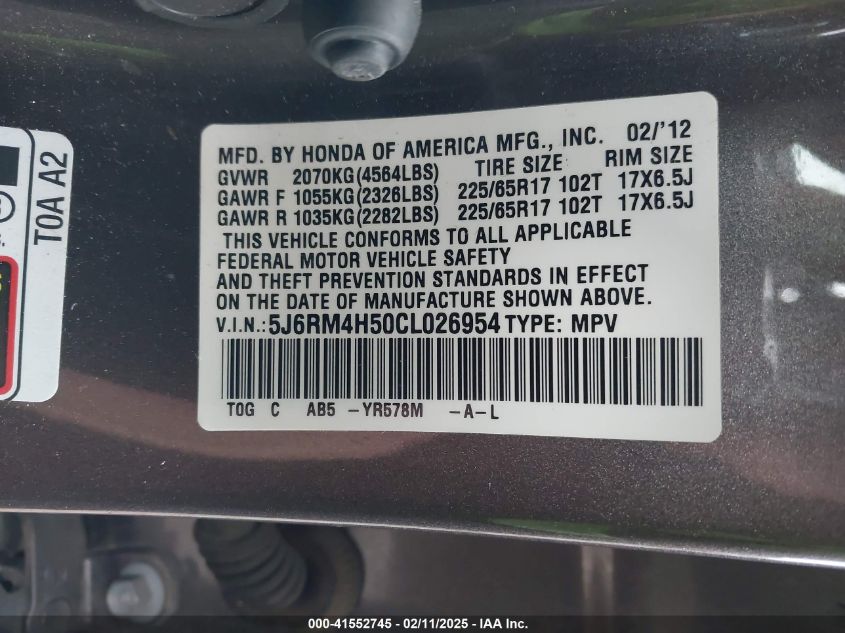 MFD. BY HONDA OF AMERICA MFG., INC. 02/'12
GVWR 2070KG(4564LBS) TIRE SIZE RIM SIZE
GAWR F 1055KG(2326LBS) 225/65R17 102T 17X6.5J
GAWR R 1035KG(2282LBS) 225/65R17 102T 17X6.5J
THIS VEHICLE CONFORMS TO ALL APPLICABLE
FEDERAL MOTOR VEHICLE SAFETY
AND THEFT PREVENTION STANDARDS IN EFFECT
ON THE DATE OF MANUFACTURE SHOWN ABOVE.
V.I.N.:5J6RM4H50CL026954 TYPE: MPV
T0G C AB5 -YR578M -A-L
T0A A2
000-41552745 - 02/11/2025 - IAA Inc.